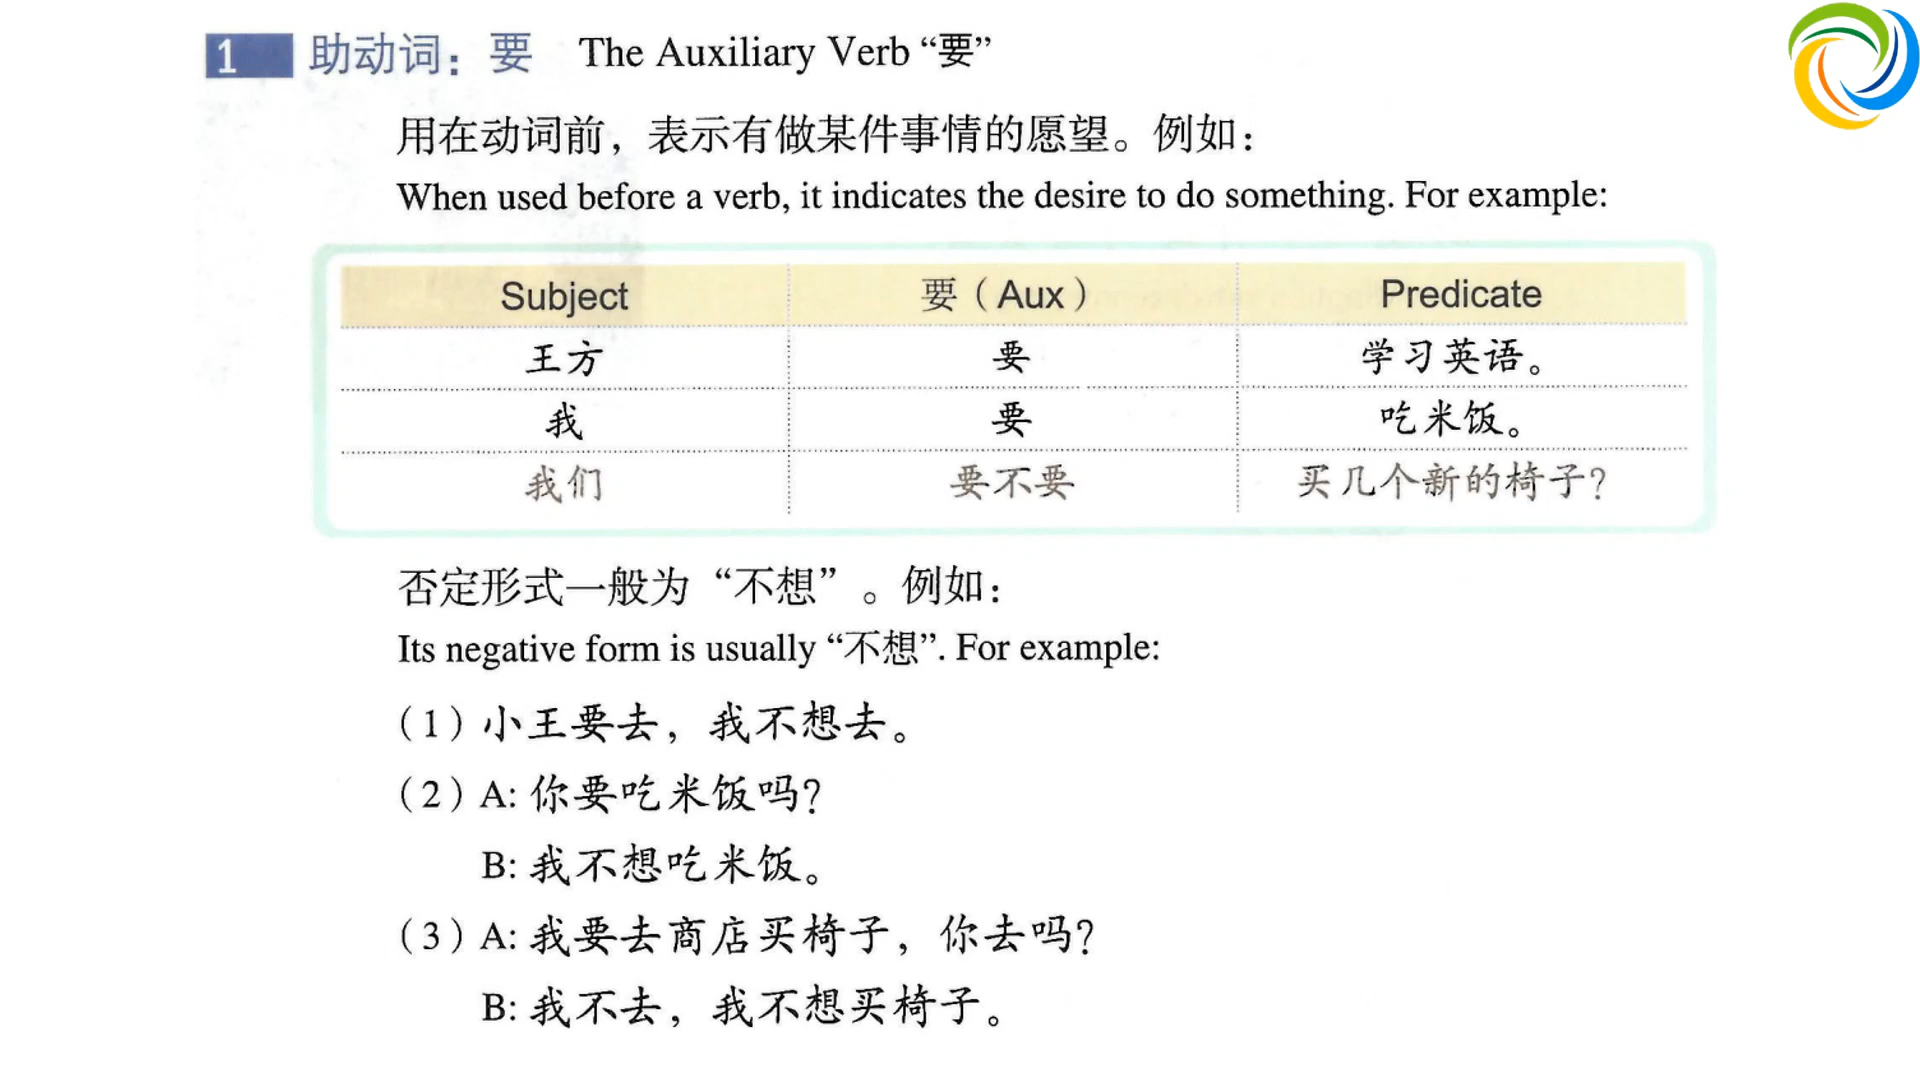 1 助动词：要 The Auxiliary Verb “要”
用在动词前，表示有做某件事情的愿望。例如：
When used before a verb, it indicates the desire to do something. For example:
Subject 要（Aux） Predicate
王方 要 学习英语。
我 要 吃米饭。
我们 要不要 买几个新的椅子？
否定形式一般为“不想”。例如：
Its negative form is usually “不想”. For example:
（1）小王要去，我不想去。
（2）A: 你要吃米饭吗？
B: 我不想吃米饭。
（3）A: 我要去商店买椅子，你去吗？
B: 我不去，我不想买椅子。